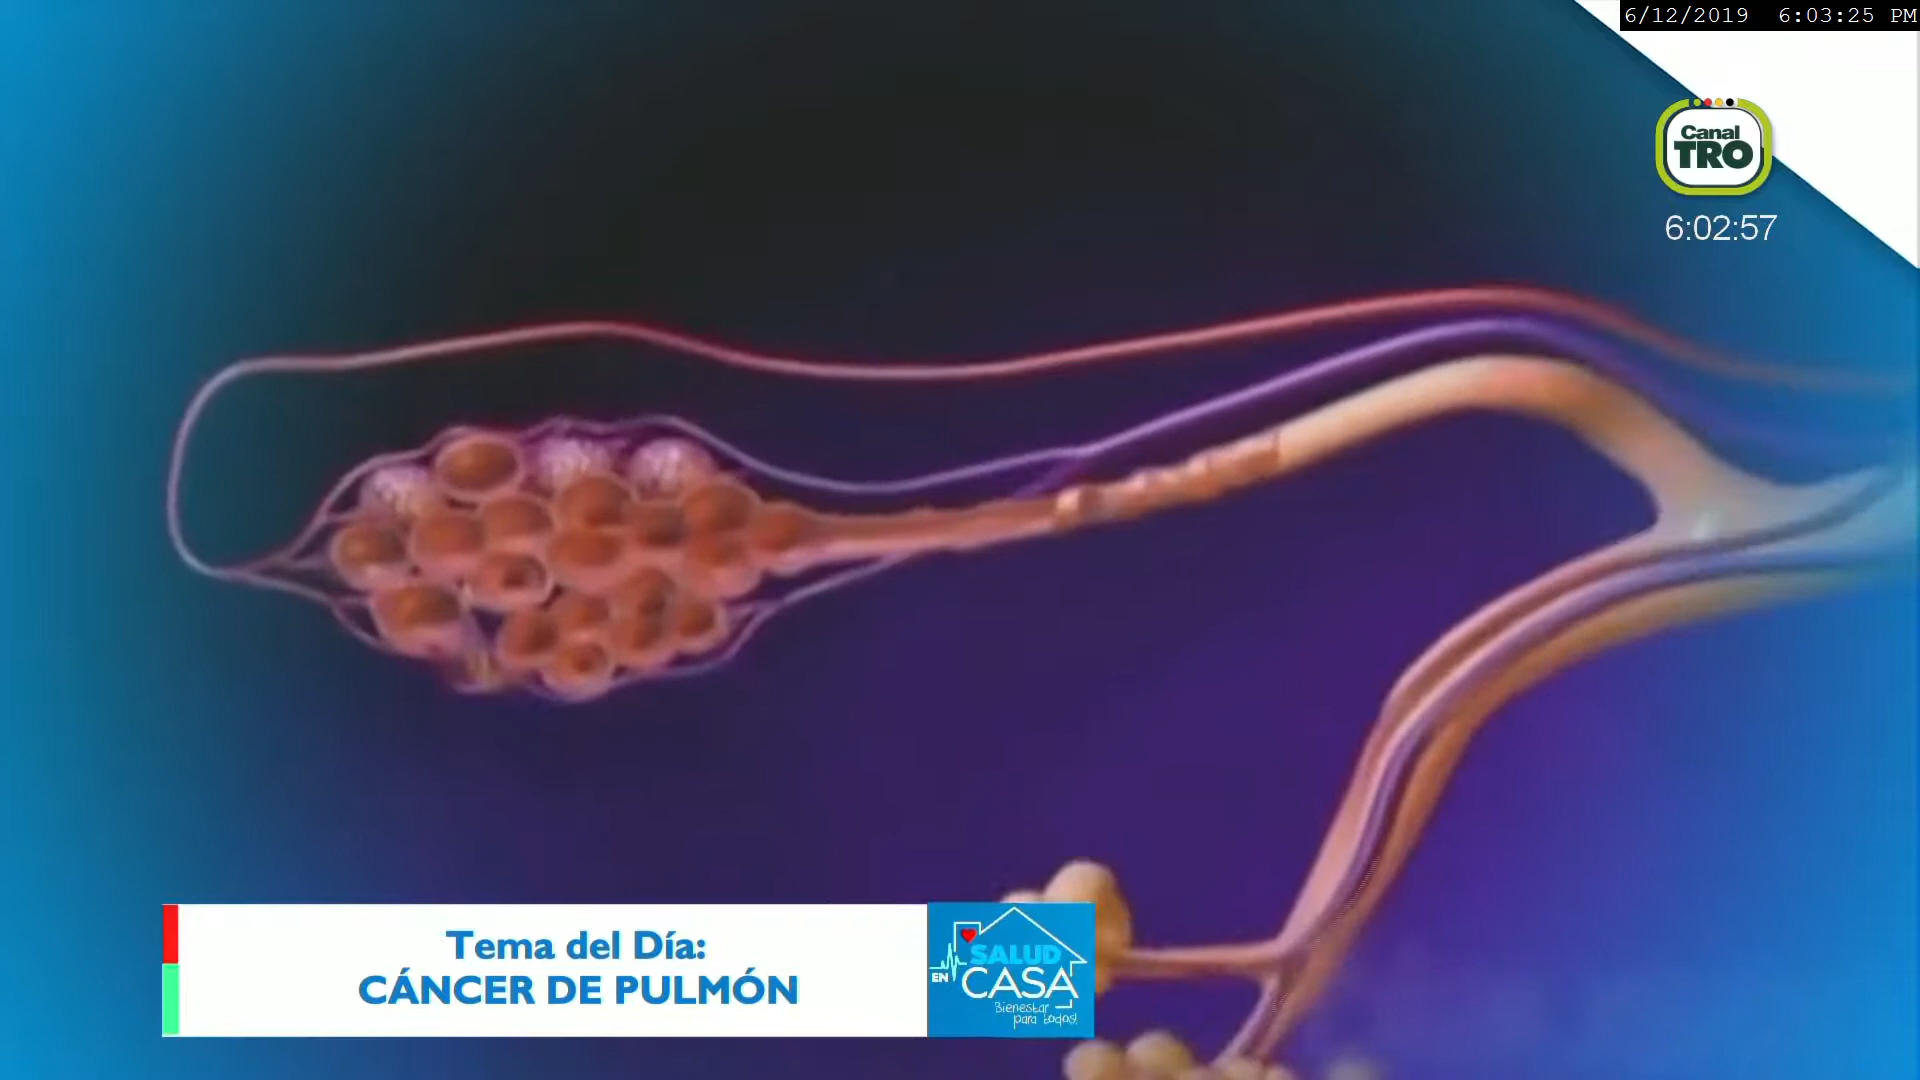 6/12/2019 6:03:25 PM
Canal
TRO
6:02:57
Tema del Día:
CÁNCER DE PULMÓN
SALUD
EN CASA
Bienestar
para todos!